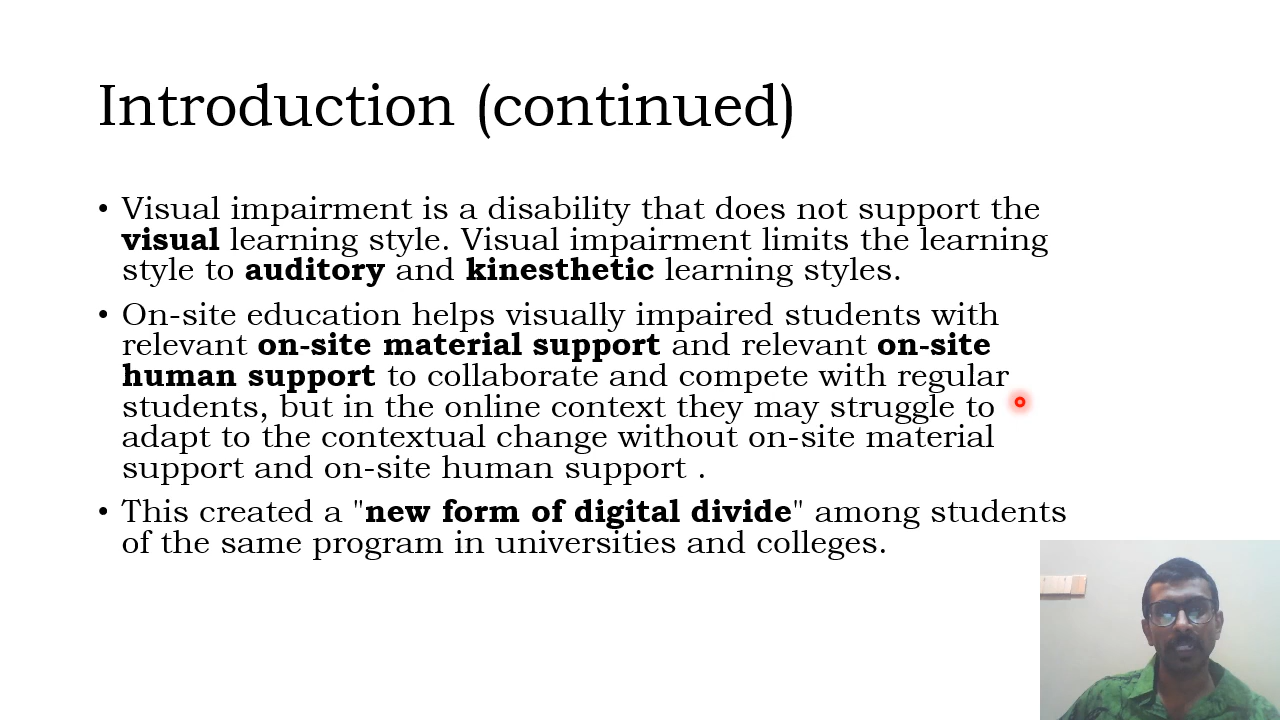 Introduction (continued)
• Visual impairment is a disability that does not support the
visual learning style. Visual impairment limits the learning
style to auditory and kinesthetic learning styles.
• On-site education helps visually impaired students with
relevant on-site material support and relevant on-site
human support to collaborate and compete with regular
students, but in the online context they may struggle to
adapt to the contextual change without on-site material
support and on-site human support .
• This created a "new form of digital divide" among students
of the same program in universities and colleges.